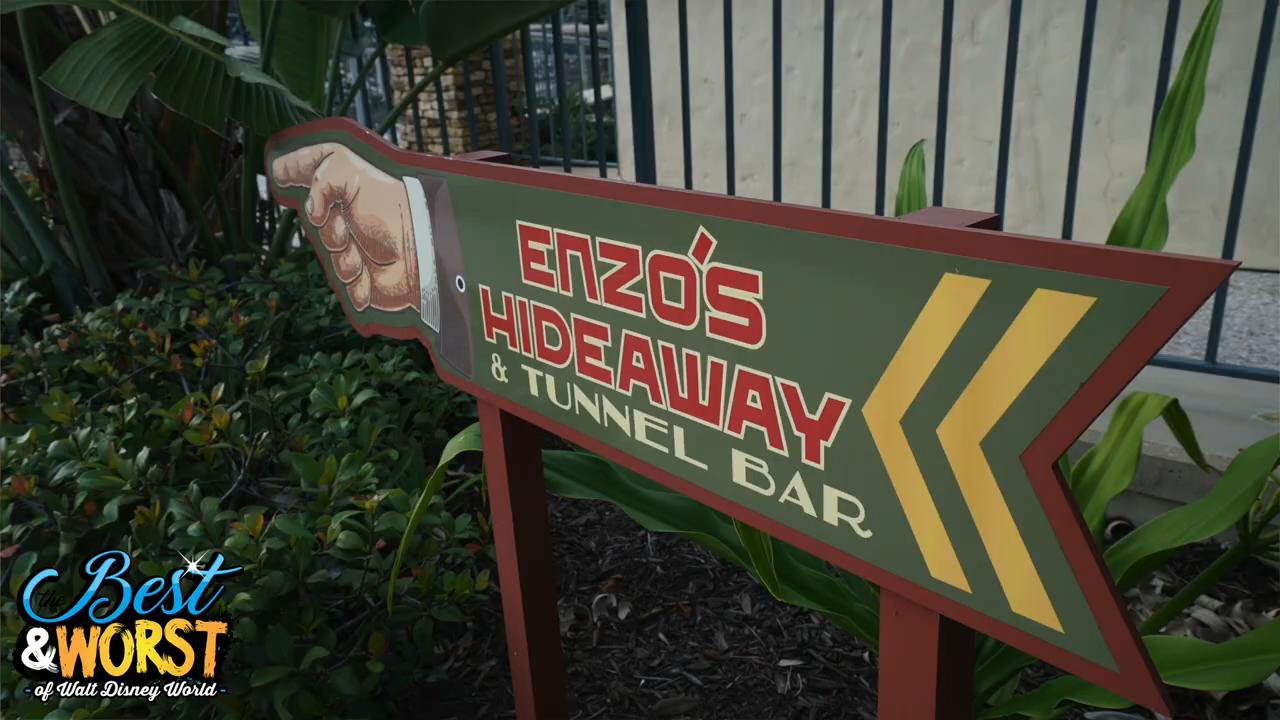 ENZO'S
HIDEAWAY
& TUNNEL BAR
the Best
& WORST
- of Walt Disney World -